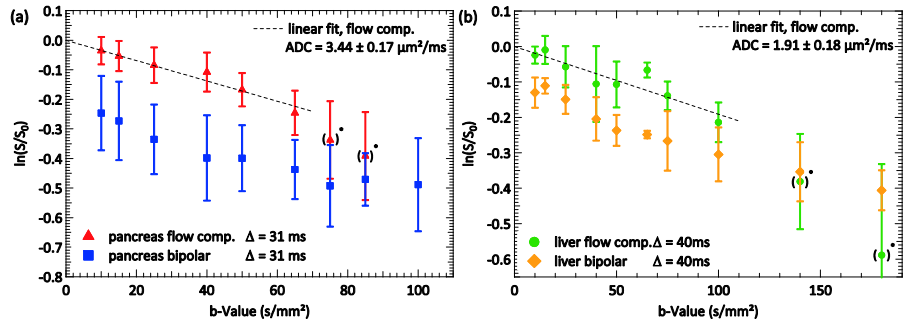 (a)
linear fit, flow comp.
ADC = 3.44 ± 0.17 µm²/ms
ln(S/S₀)
0.1
0.0
-0.1
-0.2
-0.3
-0.4
-0.5
-0.6
-0.7
-0.8
( )•
( )•
pancreas flow comp. Δ = 31 ms
pancreas bipolar Δ = 31 ms
0 20 40 60 80 100
b-Value (s/mm²)
(b)
linear fit, flow comp.
ADC = 1.91 ± 0.18 µm²/ms
ln(S/S₀)
0.1
0.0
-0.1
-0.2
-0.3
-0.4
-0.5
-0.6
( )•
( )•
liver flow comp. Δ = 40ms
liver bipolar Δ = 40ms
0 50 100 150
b-Value (s/mm²)